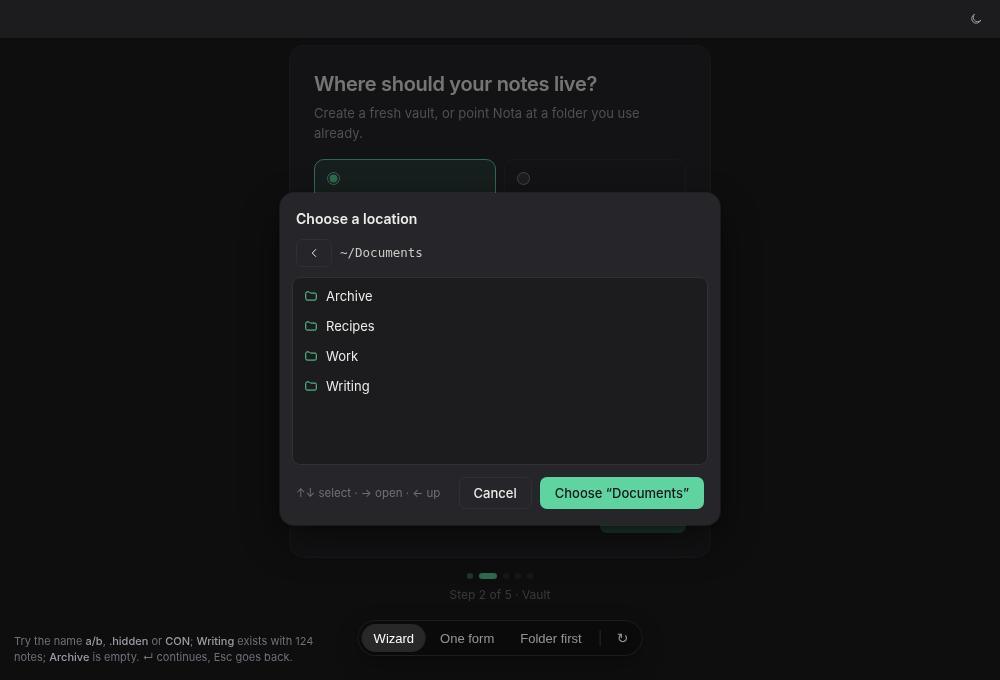 Where should your notes live?
Create a fresh vault, or point Nota at a folder you use
already.
Choose a location
~/Documents
Archive
Recipes
Work
Writing
↑↓ select · → open · ← up
Cancel
Choose “Documents”
Step 2 of 5 · Vault
Try the name a/b, .hidden or CON; Writing exists with 124
notes; Archive is empty. ↵ continues, Esc goes back.
Wizard
One form
Folder first
↻